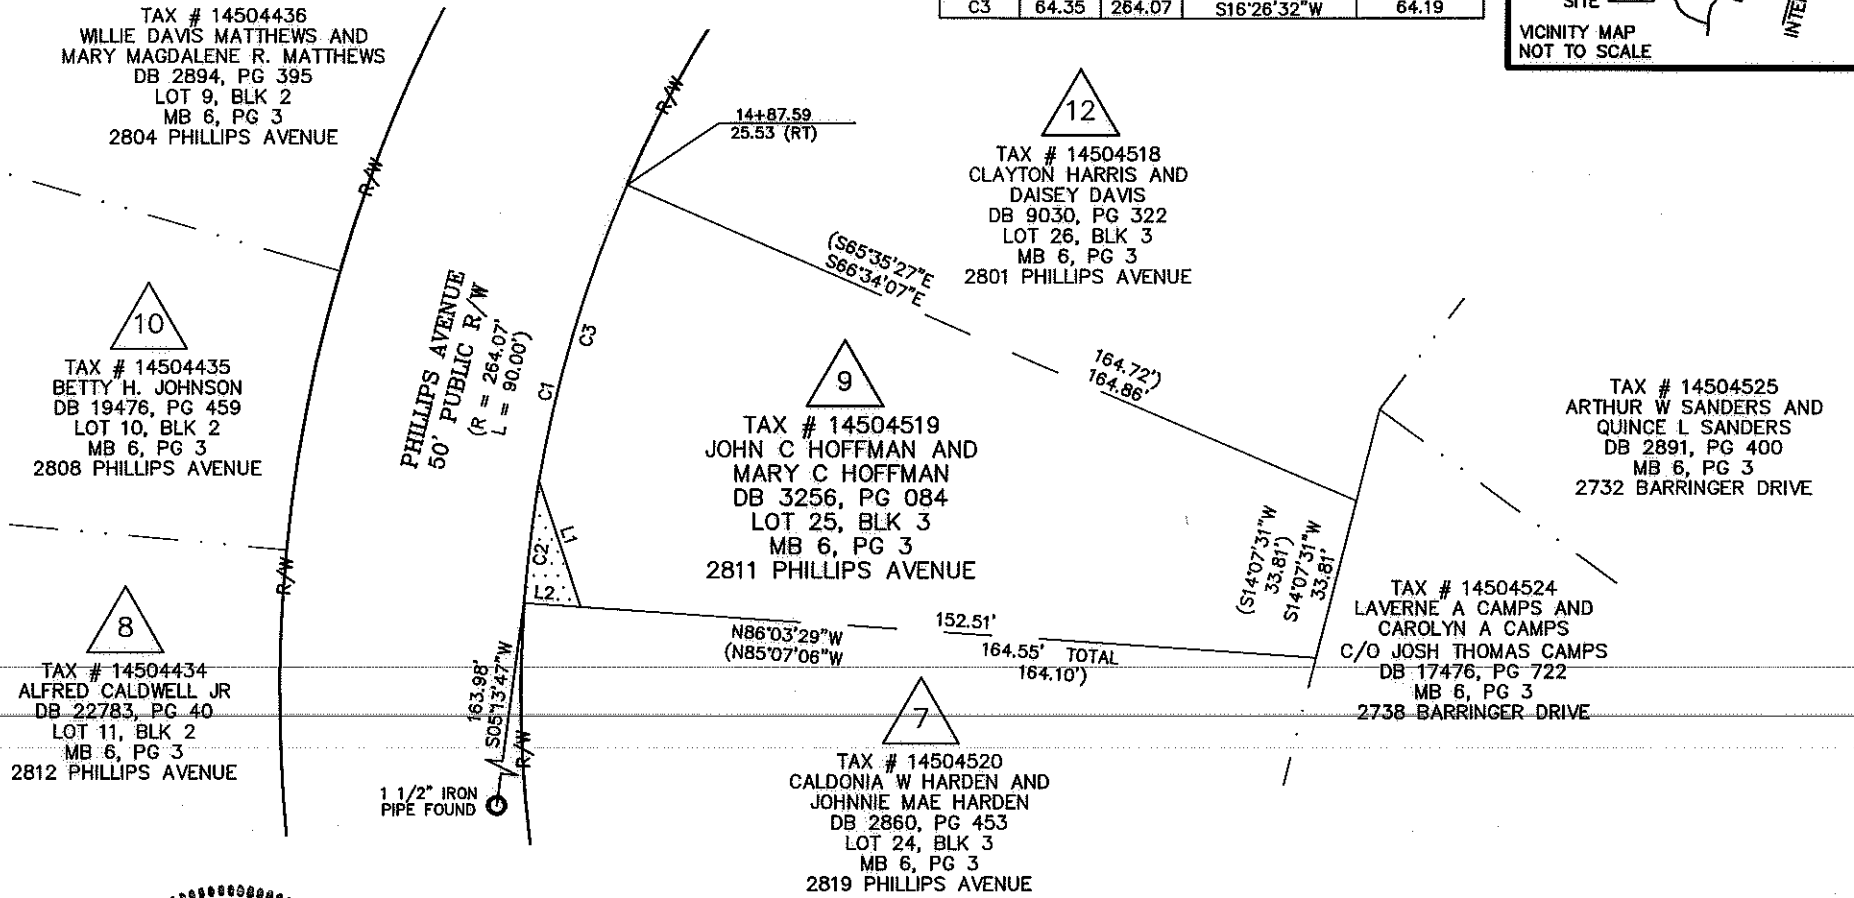 TAX # 14504436
WILLIE DAVIS MATTHEWS AND
MARY MAGDALENE R. MATTHEWS
DB 2894, PG 395
LOT 9, BLK 2
MB 6, PG 3
2804 PHILLIPS AVENUE
C3 64.35 264.07 S16°26'32"W 64.19
SITE
VICINITY MAP
NOT TO SCALE
R/W
R/W
14+87.59
25.53 (RT)
12
TAX # 14504518
CLAYTON HARRIS AND
DAISEY DAVIS
DB 9030, PG 322
LOT 26, BLK 3
MB 6, PG 3
2801 PHILLIPS AVENUE
(S65°35'27"E
S66°34'07"E
164.72')
164.86'
10
TAX # 14504435
BETTY H. JOHNSON
DB 19476, PG 459
LOT 10, BLK 2
MB 6, PG 3
2808 PHILLIPS AVENUE
PHILLIPS AVENUE
50' PUBLIC R/W
(R = 264.07'
L = 90.00')
C3
C1
9
TAX # 14504519
JOHN C HOFFMAN AND
MARY C HOFFMAN
DB 3256, PG 084
LOT 25, BLK 3
MB 6, PG 3
2811 PHILLIPS AVENUE
TAX # 14504525
ARTHUR W SANDERS AND
QUINCE L SANDERS
DB 2891, PG 400
MB 6, PG 3
2732 BARRINGER DRIVE
L1
C2
L2
(S14°07'31"W
33.81')
S14°07'31"W
33.81'
R/W
8
TAX # 14504434
ALFRED CALDWELL JR
DB 22783, PG 40
LOT 11, BLK 2
MB 6, PG 3
2812 PHILLIPS AVENUE
163.98'
S05°13'47"W
R/W
1 1/2" IRON
PIPE FOUND
N86°03'29"W
(N85°07'06"W
152.51'
164.55' TOTAL
164.10')
TAX # 14504524
LAVERNE A CAMPS AND
CAROLYN A CAMPS
C/O JOSH THOMAS CAMPS
DB 17476, PG 722
MB 6, PG 3
2738 BARRINGER DRIVE
7
TAX # 14504520
CALDONIA W HARDEN AND
JOHNNIE MAE HARDEN
DB 2860, PG 453
LOT 24, BLK 3
MB 6, PG 3
2819 PHILLIPS AVENUE